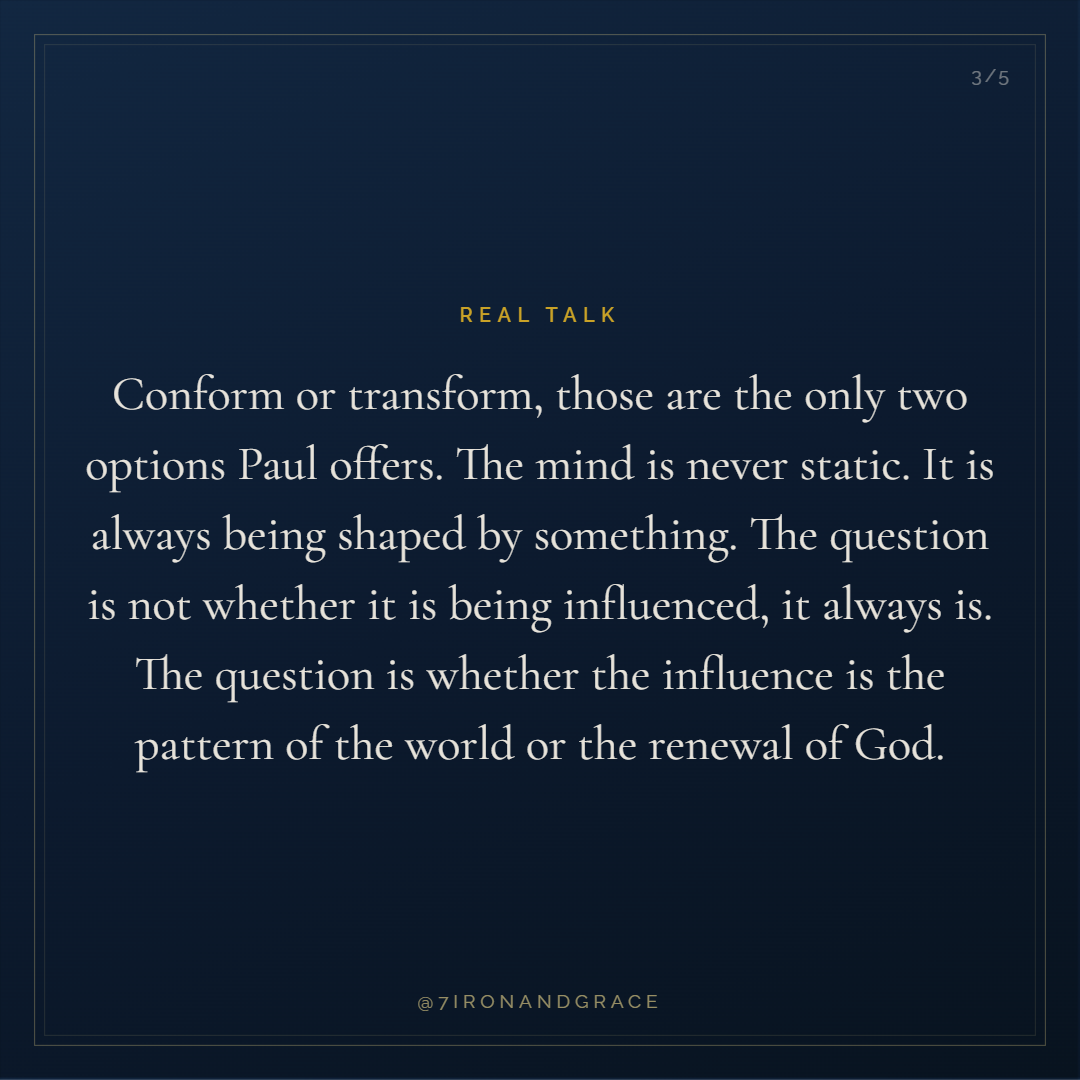 3/5
REAL TALK
Conform or transform, those are the only two
options Paul offers. The mind is never static. It is
always being shaped by something. The question
is not whether it is being influenced, it always is.
The question is whether the influence is the
pattern of the world or the renewal of God.
@7IRONANDGRACE